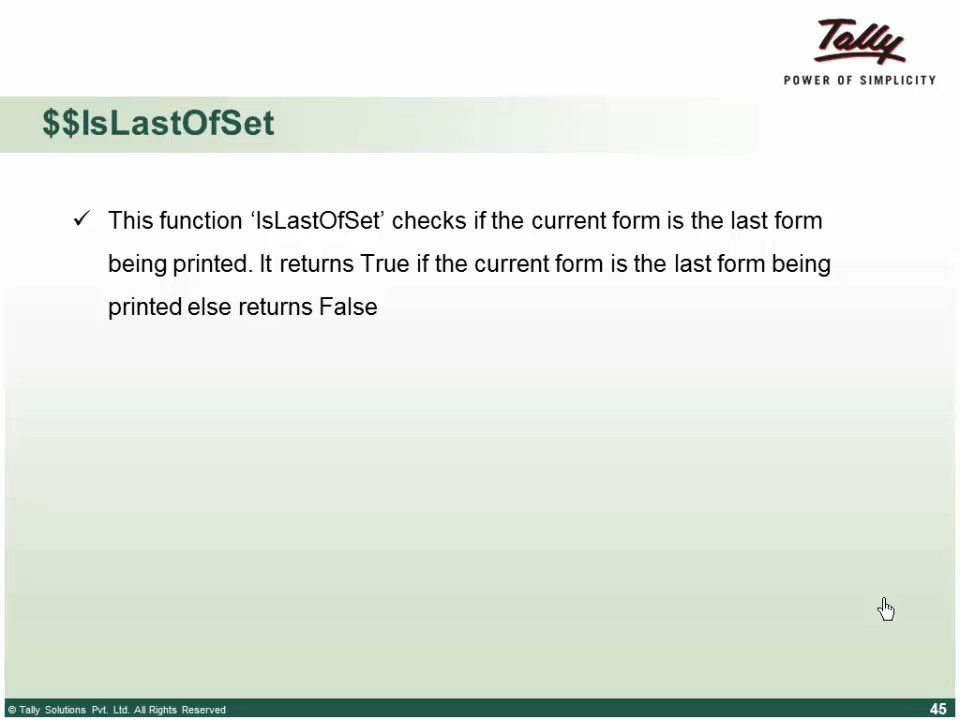 Tally
POWER OF SIMPLICITY
$$IsLastOfSet
✓ This function ‘IsLastOfSet’ checks if the current form is the last form
being printed. It returns True if the current form is the last form being
printed else returns False
© Tally Solutions Pvt. Ltd. All Rights Reserved
45